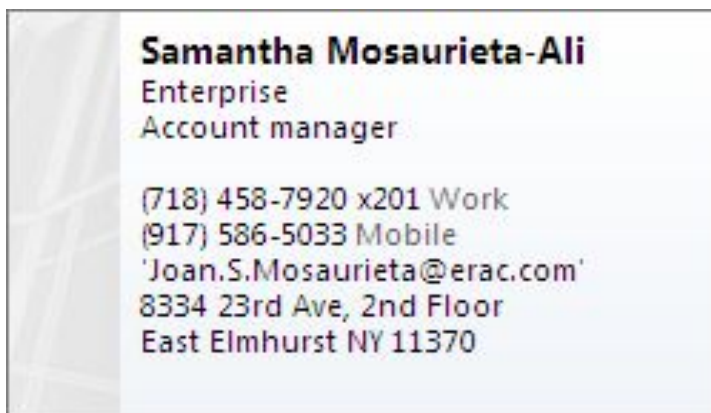 Samantha Mosaurieta-Ali
Enterprise
Account manager
(718) 458-7920 x201 Work
(917) 586-5033 Mobile
'Joan.S.Mosaurieta@erac.com'
8334 23rd Ave, 2nd Floor
East Elmhurst NY 11370